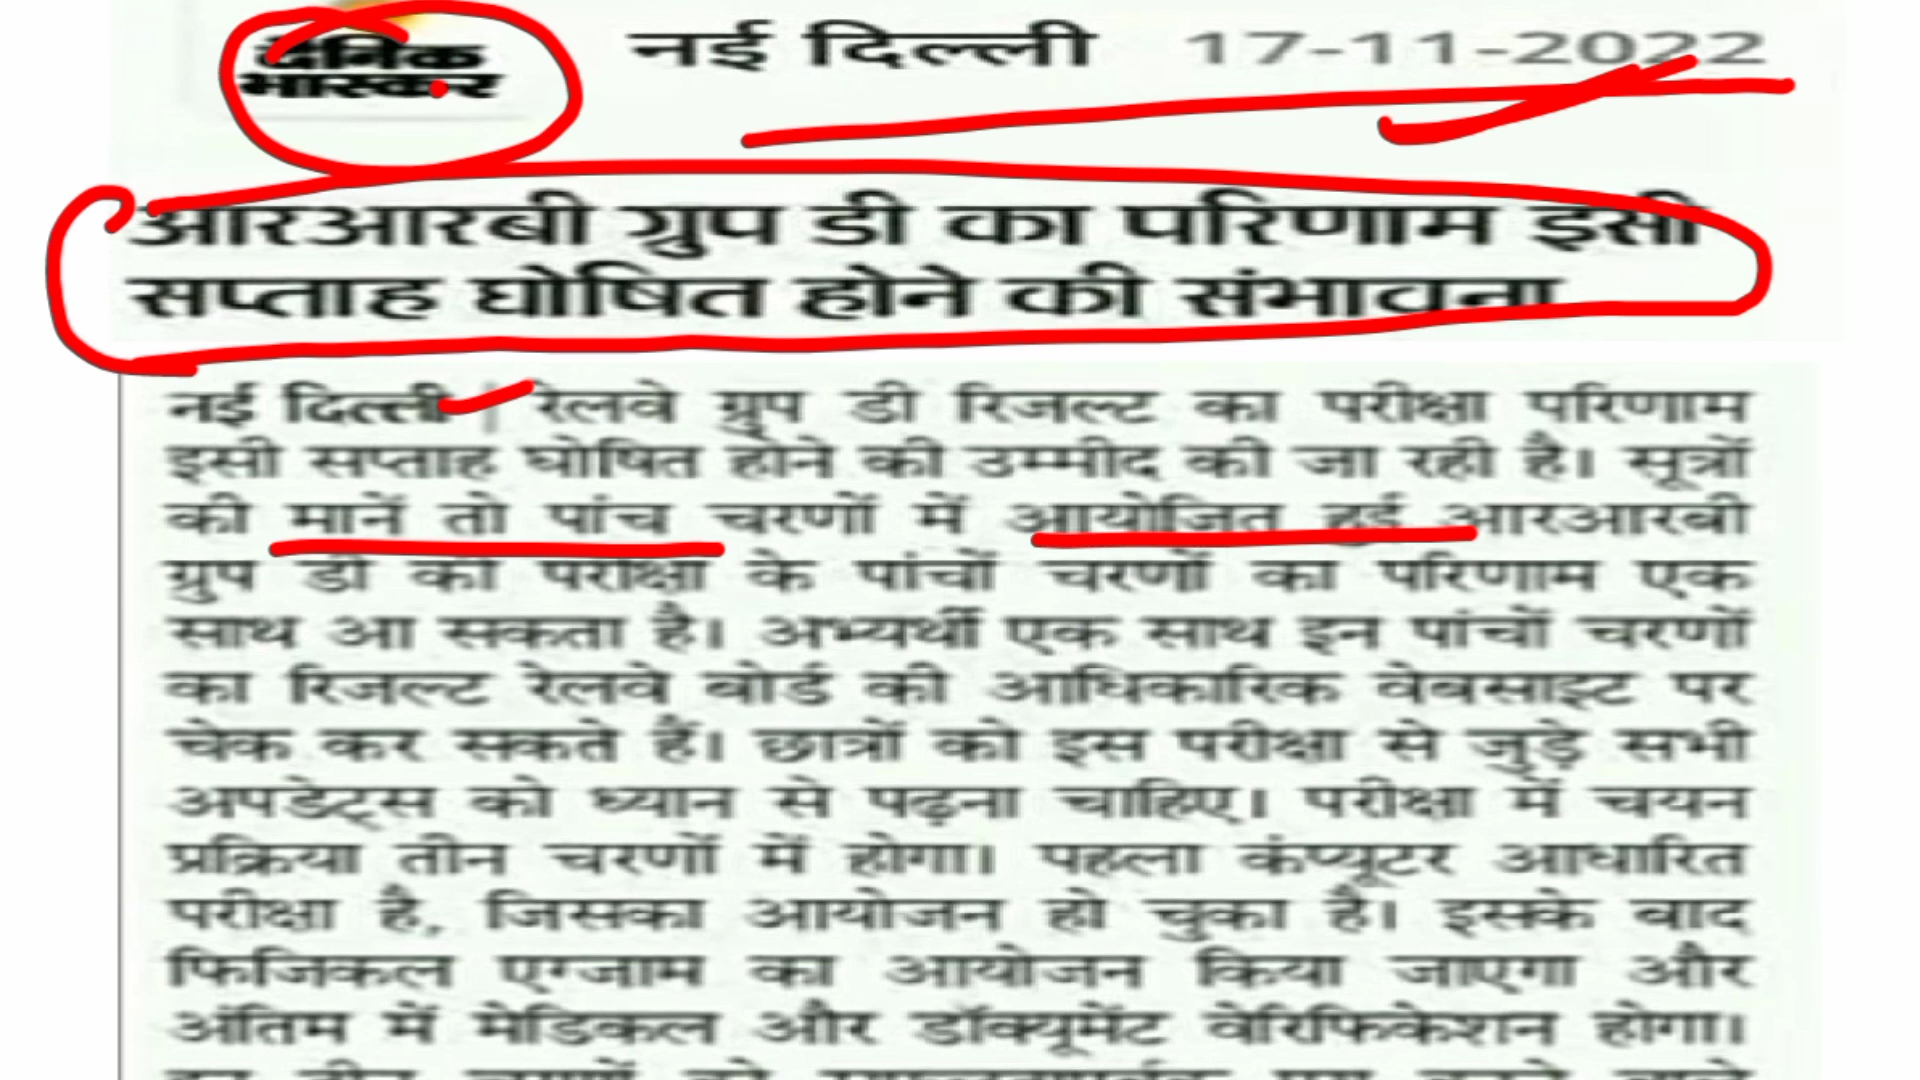 दैनिक
भास्कर
नई दिल्ली 17-11-2022
आरआरबी ग्रुप डी का परिणाम इसी
सप्ताह घोषित होने की संभावना
नई दिल्ली | रेलवे ग्रुप डी रिजल्ट का परीक्षा परिणाम
इसी सप्ताह घोषित होने की उम्मीद की जा रही है। सूत्रों
की मानें तो पांच चरणों में आयोजित हुई आरआरबी
ग्रुप डी की परीक्षा के पांचों चरणों का परिणाम एक
साथ आ सकता है। अभ्यर्थी एक साथ इन पांचों चरणों
का रिजल्ट रेलवे बोर्ड की आधिकारिक वेबसाइट पर
चेक कर सकते हैं। छात्रों को इस परीक्षा से जुड़े सभी
अपडेट्स को ध्यान से पढ़ना चाहिए। परीक्षा में चयन
प्रक्रिया तीन चरणों में होगा। पहला कंप्यूटर आधारित
परीक्षा है, जिसका आयोजन हो चुका है। इसके बाद
फिजिकल एग्जाम का आयोजन किया जाएगा और
अंतिम में मेडिकल और डॉक्यूमेंट वेरिफिकेशन होगा।